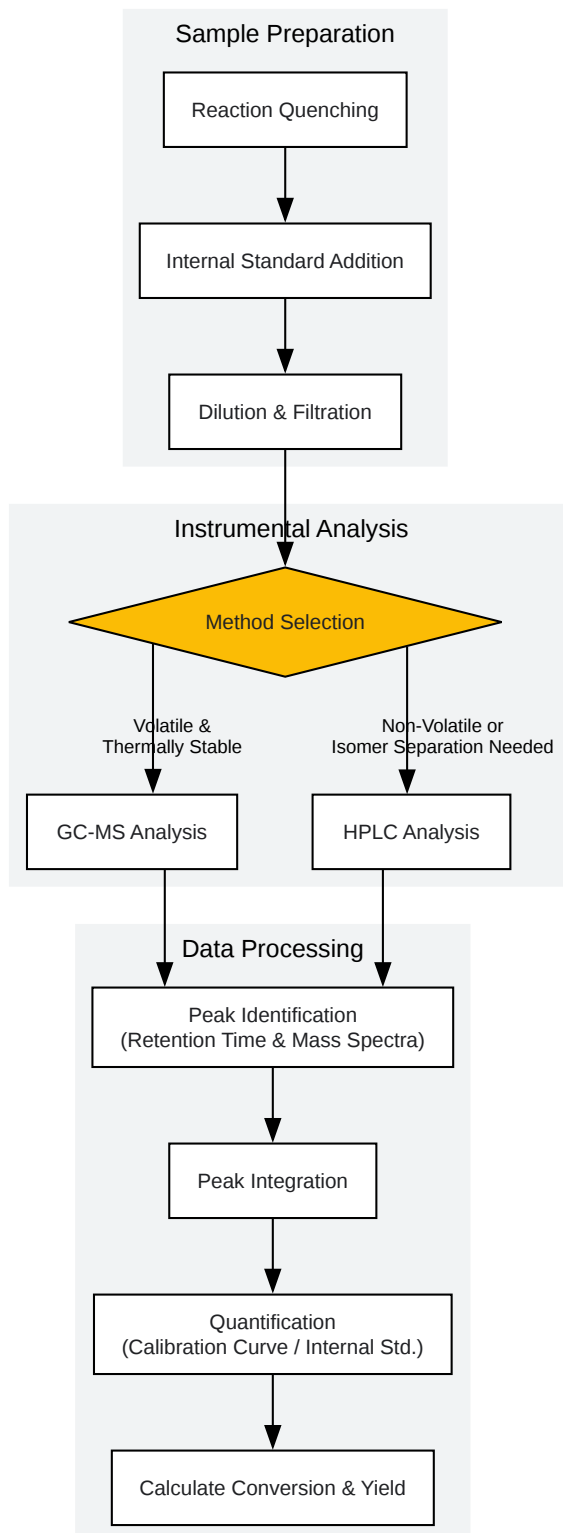 Sample Preparation
Reaction Quenching
Internal Standard Addition
Dilution & Filtration
Instrumental Analysis
Method Selection
Volatile &
Thermally Stable
Non-Volatile or
Isomer Separation Needed
GC-MS Analysis
HPLC Analysis
Data Processing
Peak Identification
(Retention Time & Mass Spectra)
Peak Integration
Quantification
(Calibration Curve / Internal Std.)
Calculate Conversion & Yield